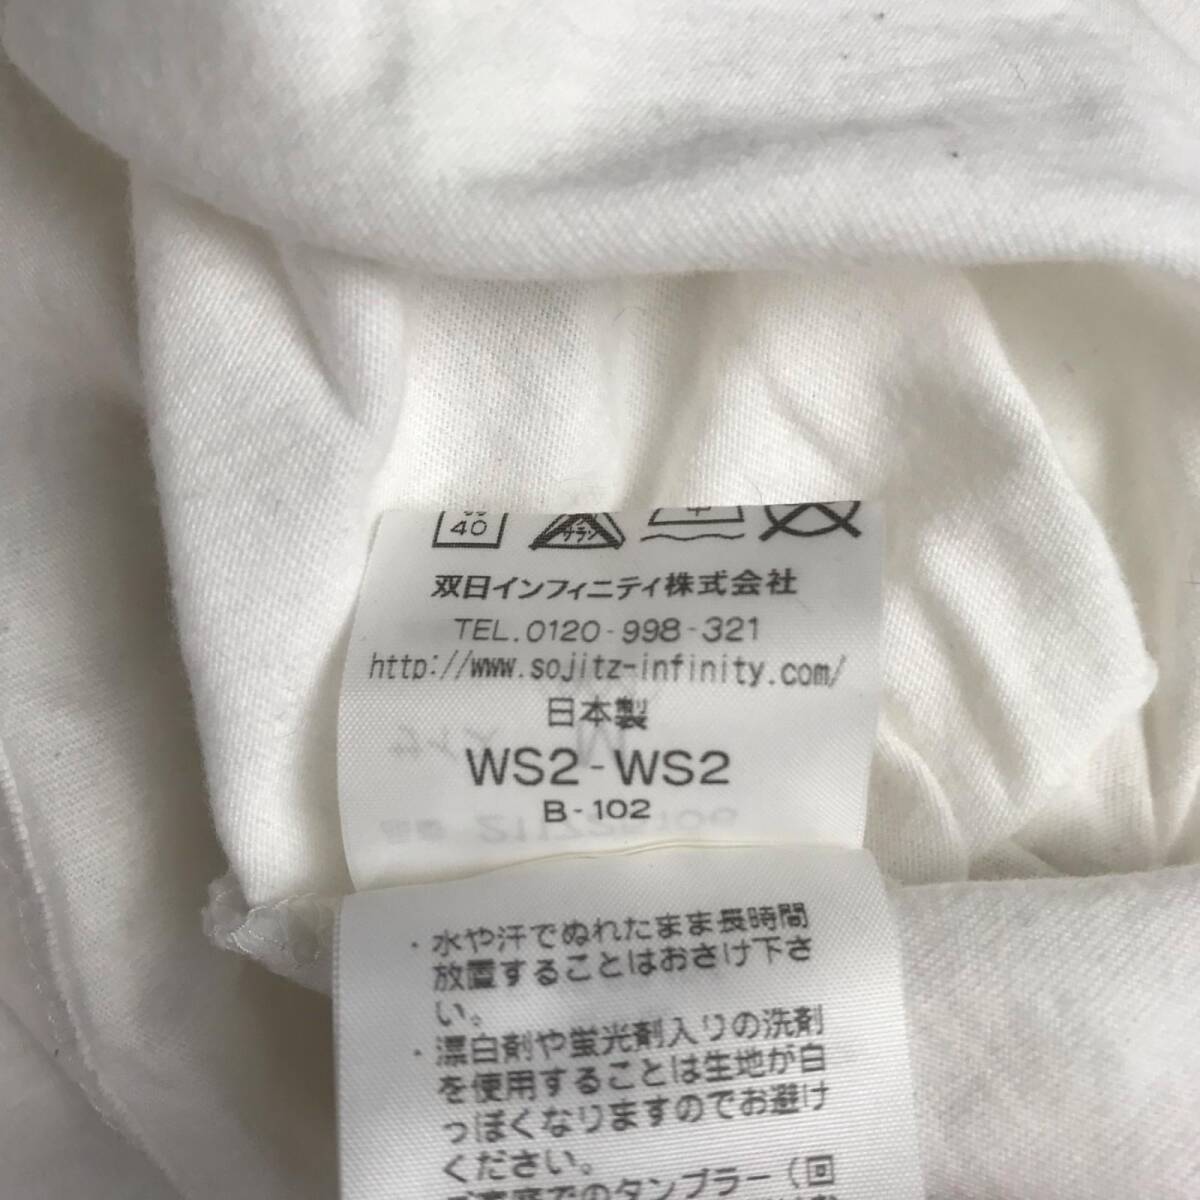 40
サラシ
中
双日インフィニティ株式会社
TEL.0120-998-321
http://www.sojitz-infinity.com/
日本製
WS2-WS2
B-102
・水や汗でぬれたまま長時間
放置することはおさけ下さ
い。
・漂白剤や蛍光剤入りの洗剤
を使用することは生地が白
っぽくなりますのでお避け
ください。
ご家庭でのタンブラー(回